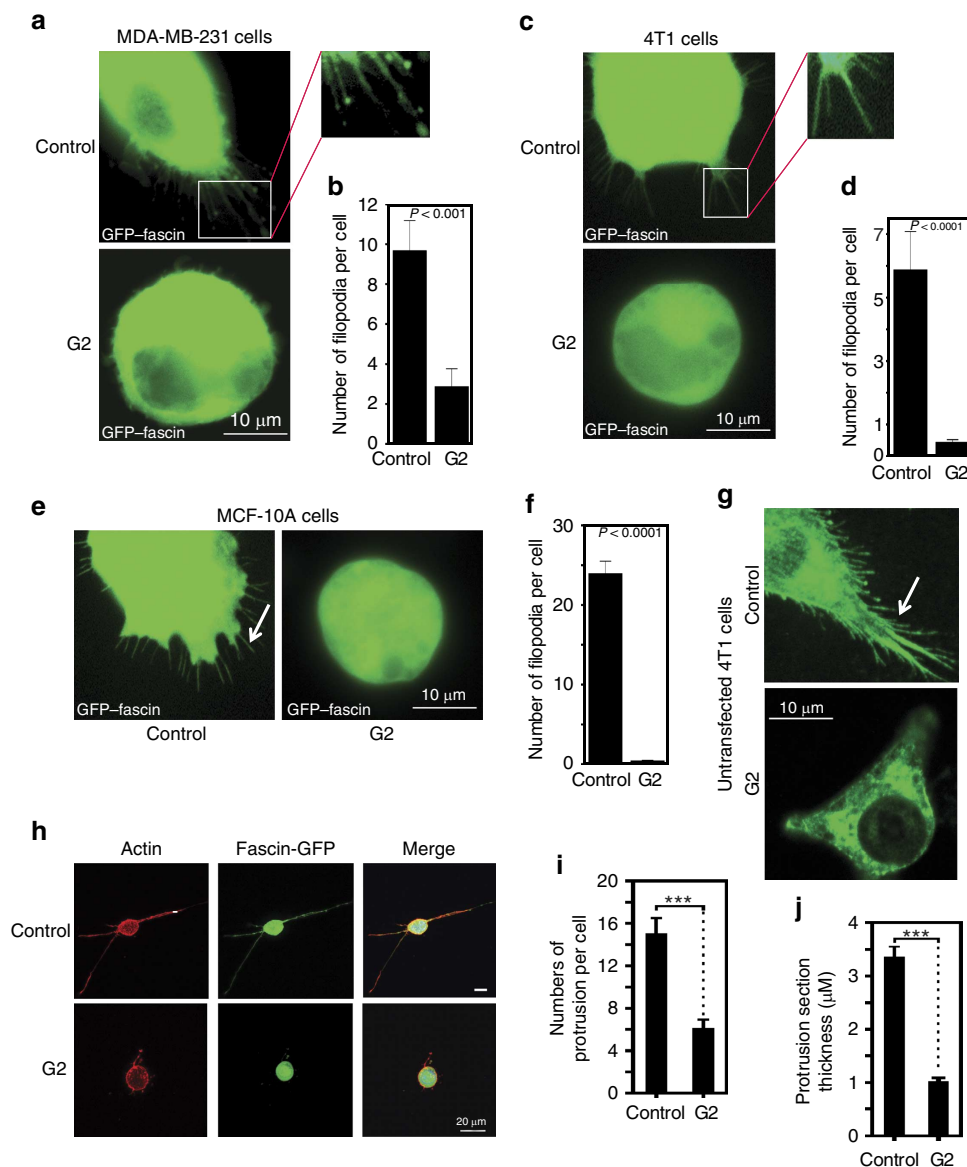 a
MDA-MB-231 cells
Control
GFP–fascin
G2
10 µm
GFP–fascin
b
Number of filopodia per cell
12
10
8
6
4
2
0
P < 0.001
Control G2
c
4T1 cells
Control
GFP–fascin
G2
10 µm
GFP–fascin
d
Number of filopodia per cell
7
6
5
3
2
1
0
P < 0.0001
Control G2
e
MCF-10A cells
GFP–fascin
GFP–fascin
10 µm
Control
G2
f
Number of filopodia per cell
30
20
10
0
P < 0.0001
Control G2
g
Untransfected 4T1 cells
Control
G2
10 µm
h
Actin
Fascin-GFP
Merge
Control
G2
20 µm
i
Numbers of
protrusion per cell
20
16
12
8
4
0
***
Control G2
j
Protrusion section
thickness (µM)
4
3
2
1
0
***
Control G2